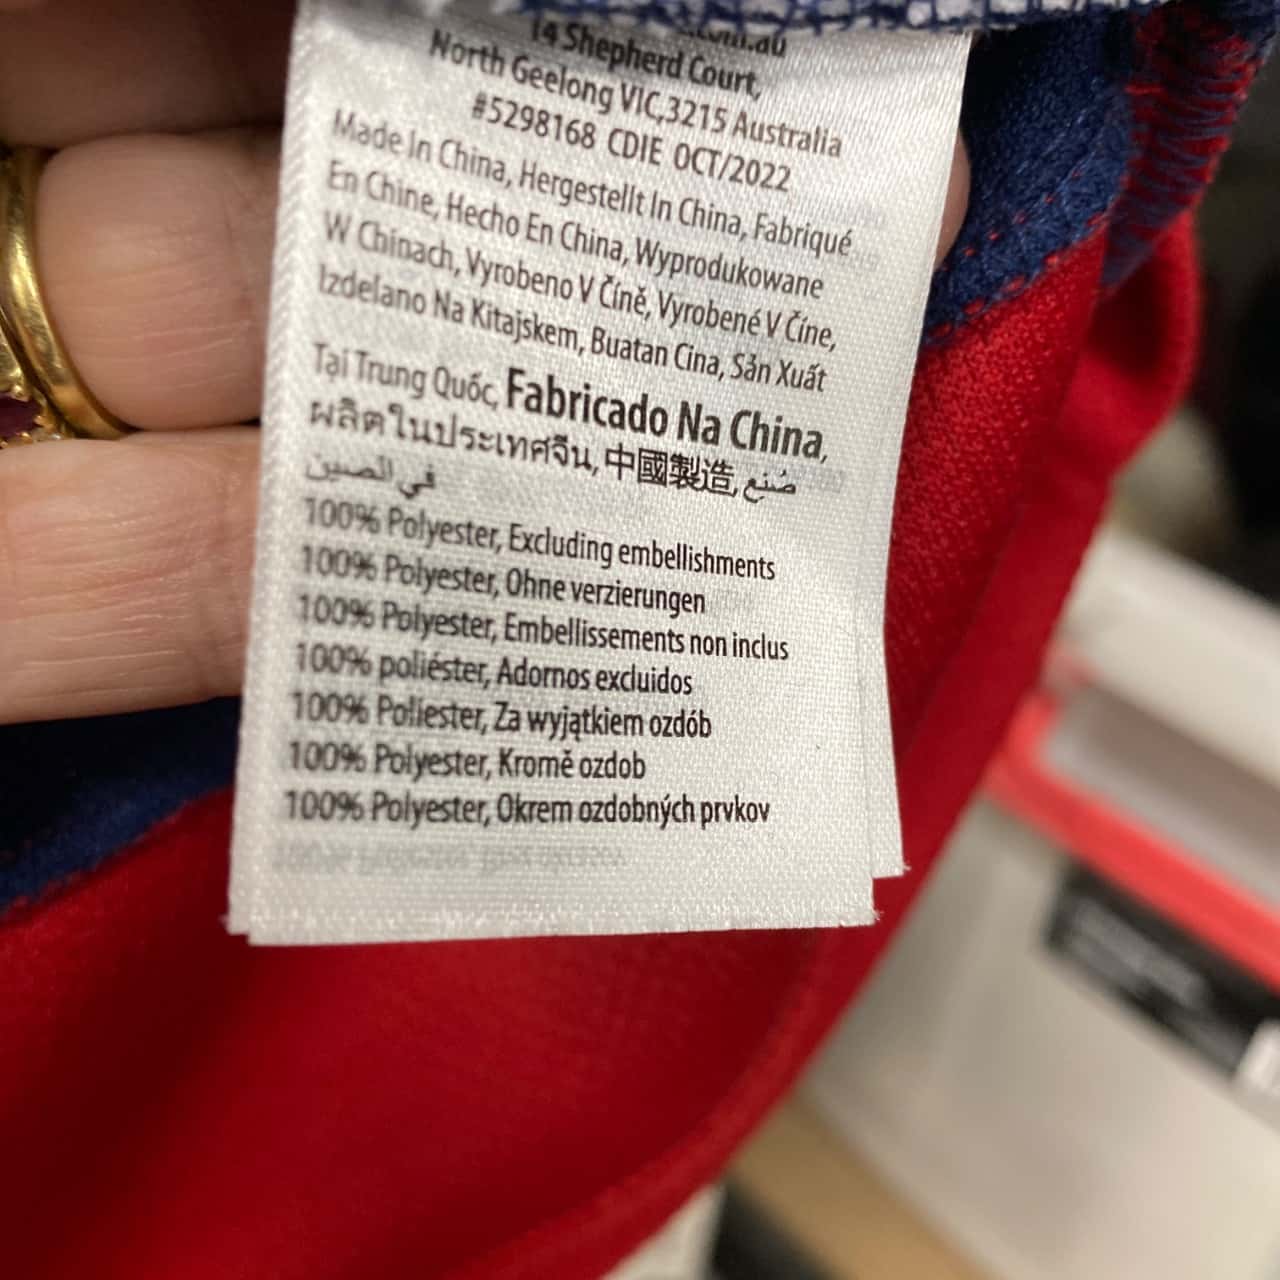 14 Shepherd Court,
North Geelong VIC,3215 Australia
#5298168 CDIE OCT/2022
Made In China, Hergestellt In China, Fabriqué
En Chine, Hecho En China, Wyprodukowane
W Chinach, Vyrobeno V Číně, Vyrobené V Číne,
Izdelano Na Kitajskem, Buatan Cina, Sản Xuất
Tại Trung Quốc, Fabricado Na China,
ผลิตในประเทศจีน, 中國製造, صُنع
في الصين
100% Polyester, Excluding embellishments
100% Polyester, Ohne verzierungen
100% Polyester, Embellissements non inclus
100% poliéster, Adornos excluidos
100% Poliester, Za wyjątkiem ozdób
100% Polyester, Kromě ozdob
100% Polyester, Okrem ozdobných prvkov